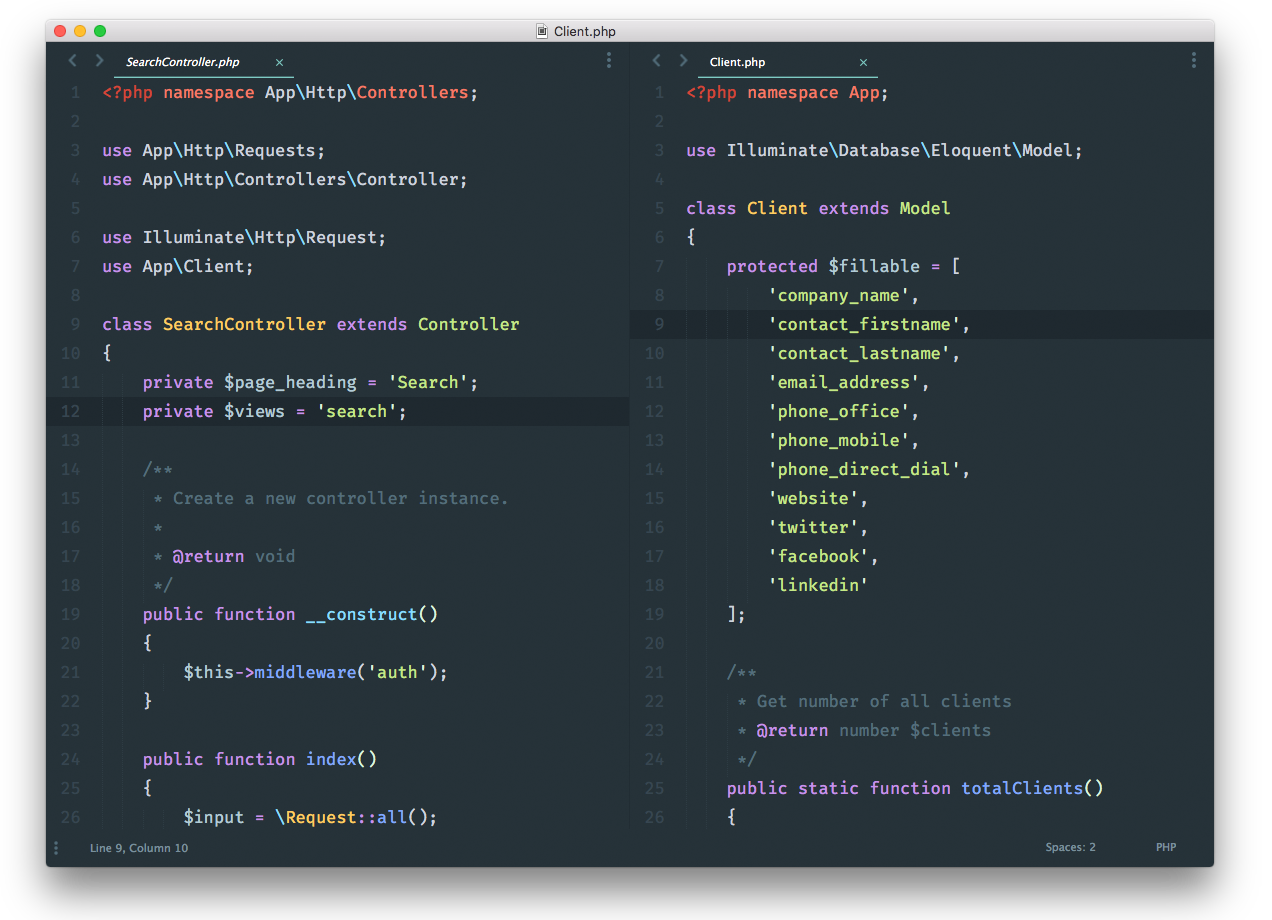 Client.php
SearchController.php ×
1 <?php namespace App\Http\Controllers;
2
3 use App\Http\Requests;
4 use App\Http\Controllers\Controller;
5
6 use Illuminate\Http\Request;
7 use App\Client;
8
9 class SearchController extends Controller
10 {
11     private $page_heading = 'Search';
12     private $views = 'search';
13
14     /**
15      * Create a new controller instance.
16      *
17      * @return void
18      */
19     public function __construct()
20     {
21         $this->middleware('auth');
22     }
23
24     public function index()
25     {
26         $input = \Request::all();
Client.php ×
1 <?php namespace App;
2
3 use Illuminate\Database\Eloquent\Model;
4
5 class Client extends Model
6 {
7     protected $fillable = [
8         'company_name',
9         'contact_firstname',
10         'contact_lastname',
11         'email_address',
12         'phone_office',
13         'phone_mobile',
14         'phone_direct_dial',
15         'website',
16         'twitter',
17         'facebook',
18         'linkedin'
19     ];
20
21     /**
22      * Get number of all clients
23      * @return number $clients
24      */
25     public static function totalClients()
26     {
Line 9, Column 10
Spaces: 2
PHP